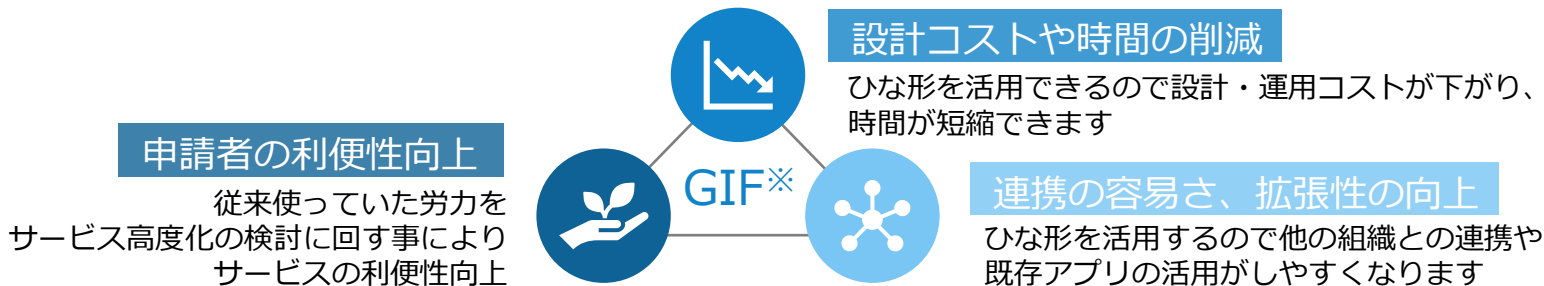 設計コストや時間の削減
ひな形を活用できるので設計・運用コストが下がり、
時間が短縮できます
申請者の利便性向上
従来使っていた労力を
サービス高度化の検討に回す事により
サービスの利便性向上
GIF※
連携の容易さ、拡張性の向上
ひな形を活用するので他の組織との連携や
既存アプリの活用がしやすくなります